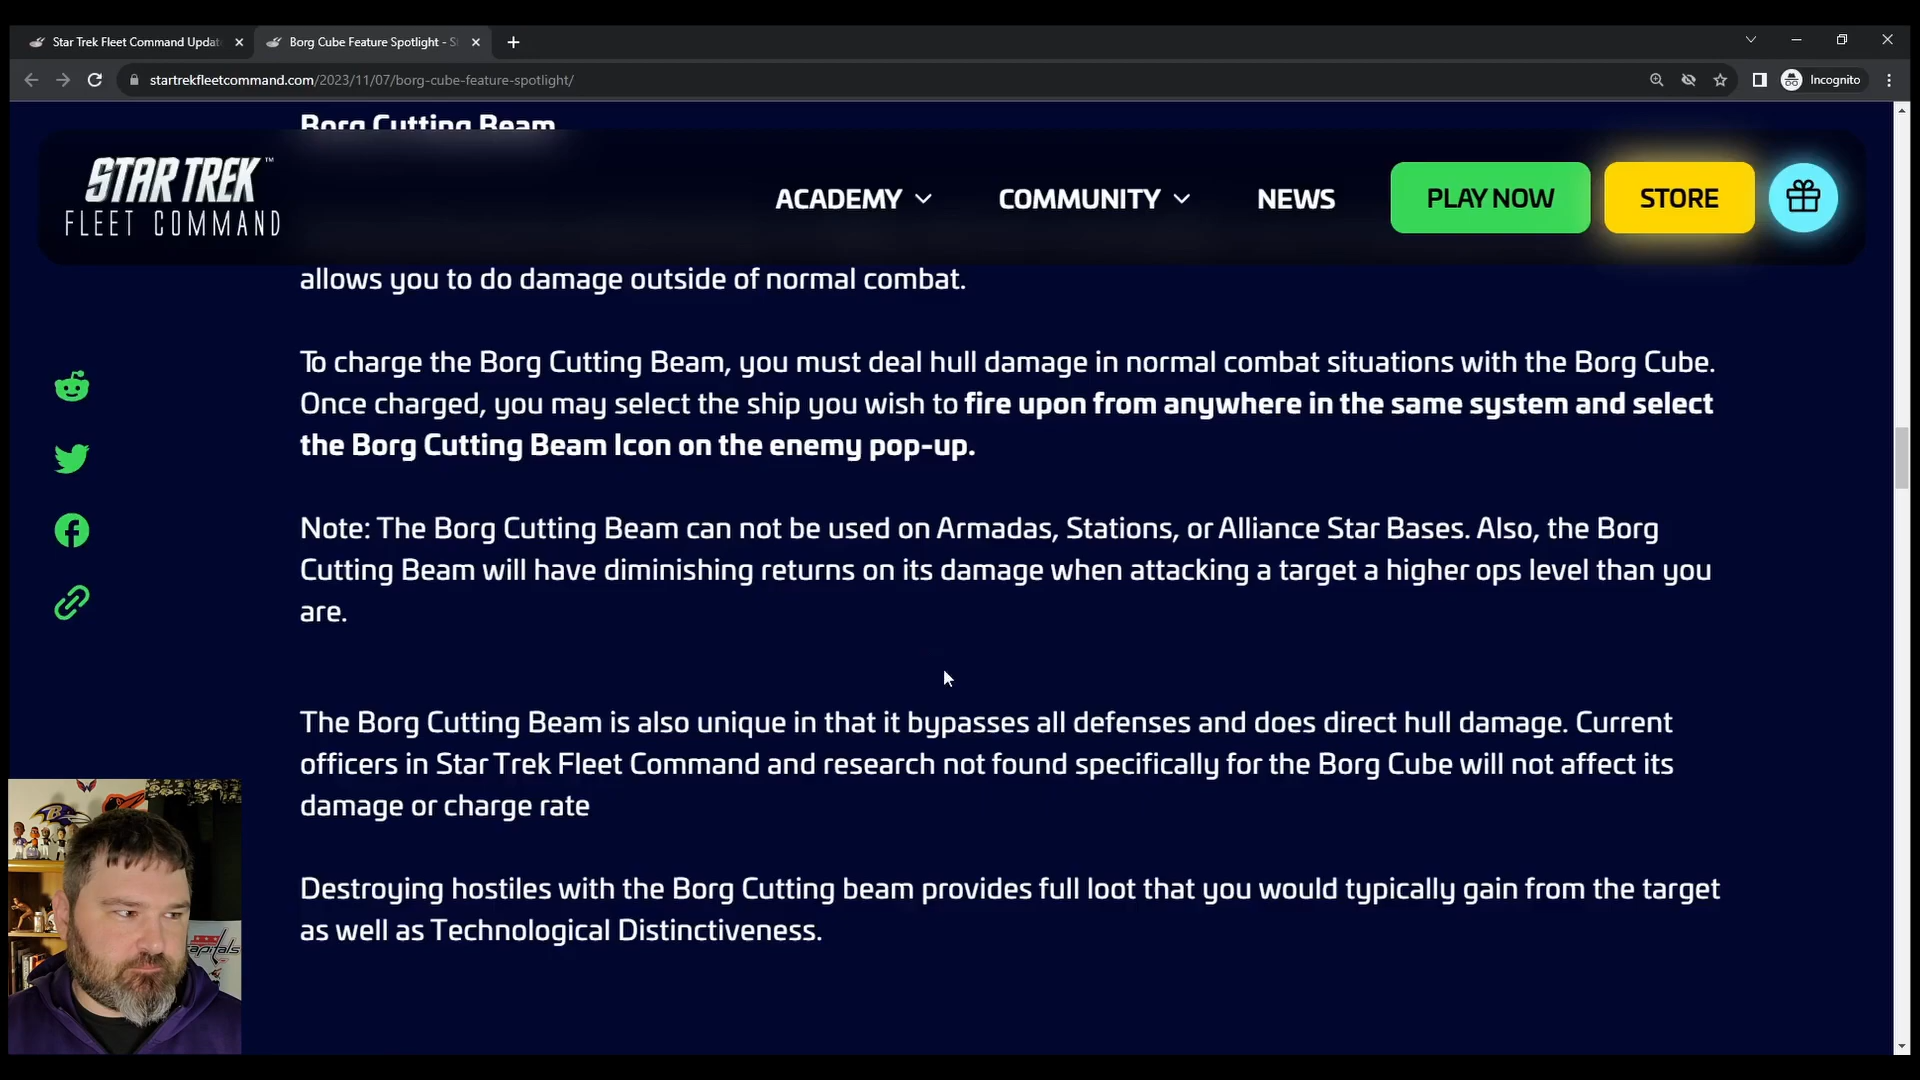 Star Trek Fleet Command Updat
Borg Cube Feature Spotlight - S
startrekfleetcommand.com/2023/11/07/borg-cube-feature-spotlight/
Incognito
Borg Cutting Beam
STAR TREK™
FLEET COMMAND
ACADEMY
COMMUNITY
NEWS
PLAY NOW
STORE
allows you to do damage outside of normal combat.
To charge the Borg Cutting Beam, you must deal hull damage in normal combat situations with the Borg Cube.
Once charged, you may select the ship you wish to fire upon from anywhere in the same system and select
the Borg Cutting Beam Icon on the enemy pop-up.
Note: The Borg Cutting Beam can not be used on Armadas, Stations, or Alliance Star Bases. Also, the Borg
Cutting Beam will have diminishing returns on its damage when attacking a target a higher ops level than you
are.
The Borg Cutting Beam is also unique in that it bypasses all defenses and does direct hull damage. Current
officers in Star Trek Fleet Command and research not found specifically for the Borg Cube will not affect its
damage or charge rate
Destroying hostiles with the Borg Cutting beam provides full loot that you would typically gain from the target
as well as Technological Distinctiveness.
capitals